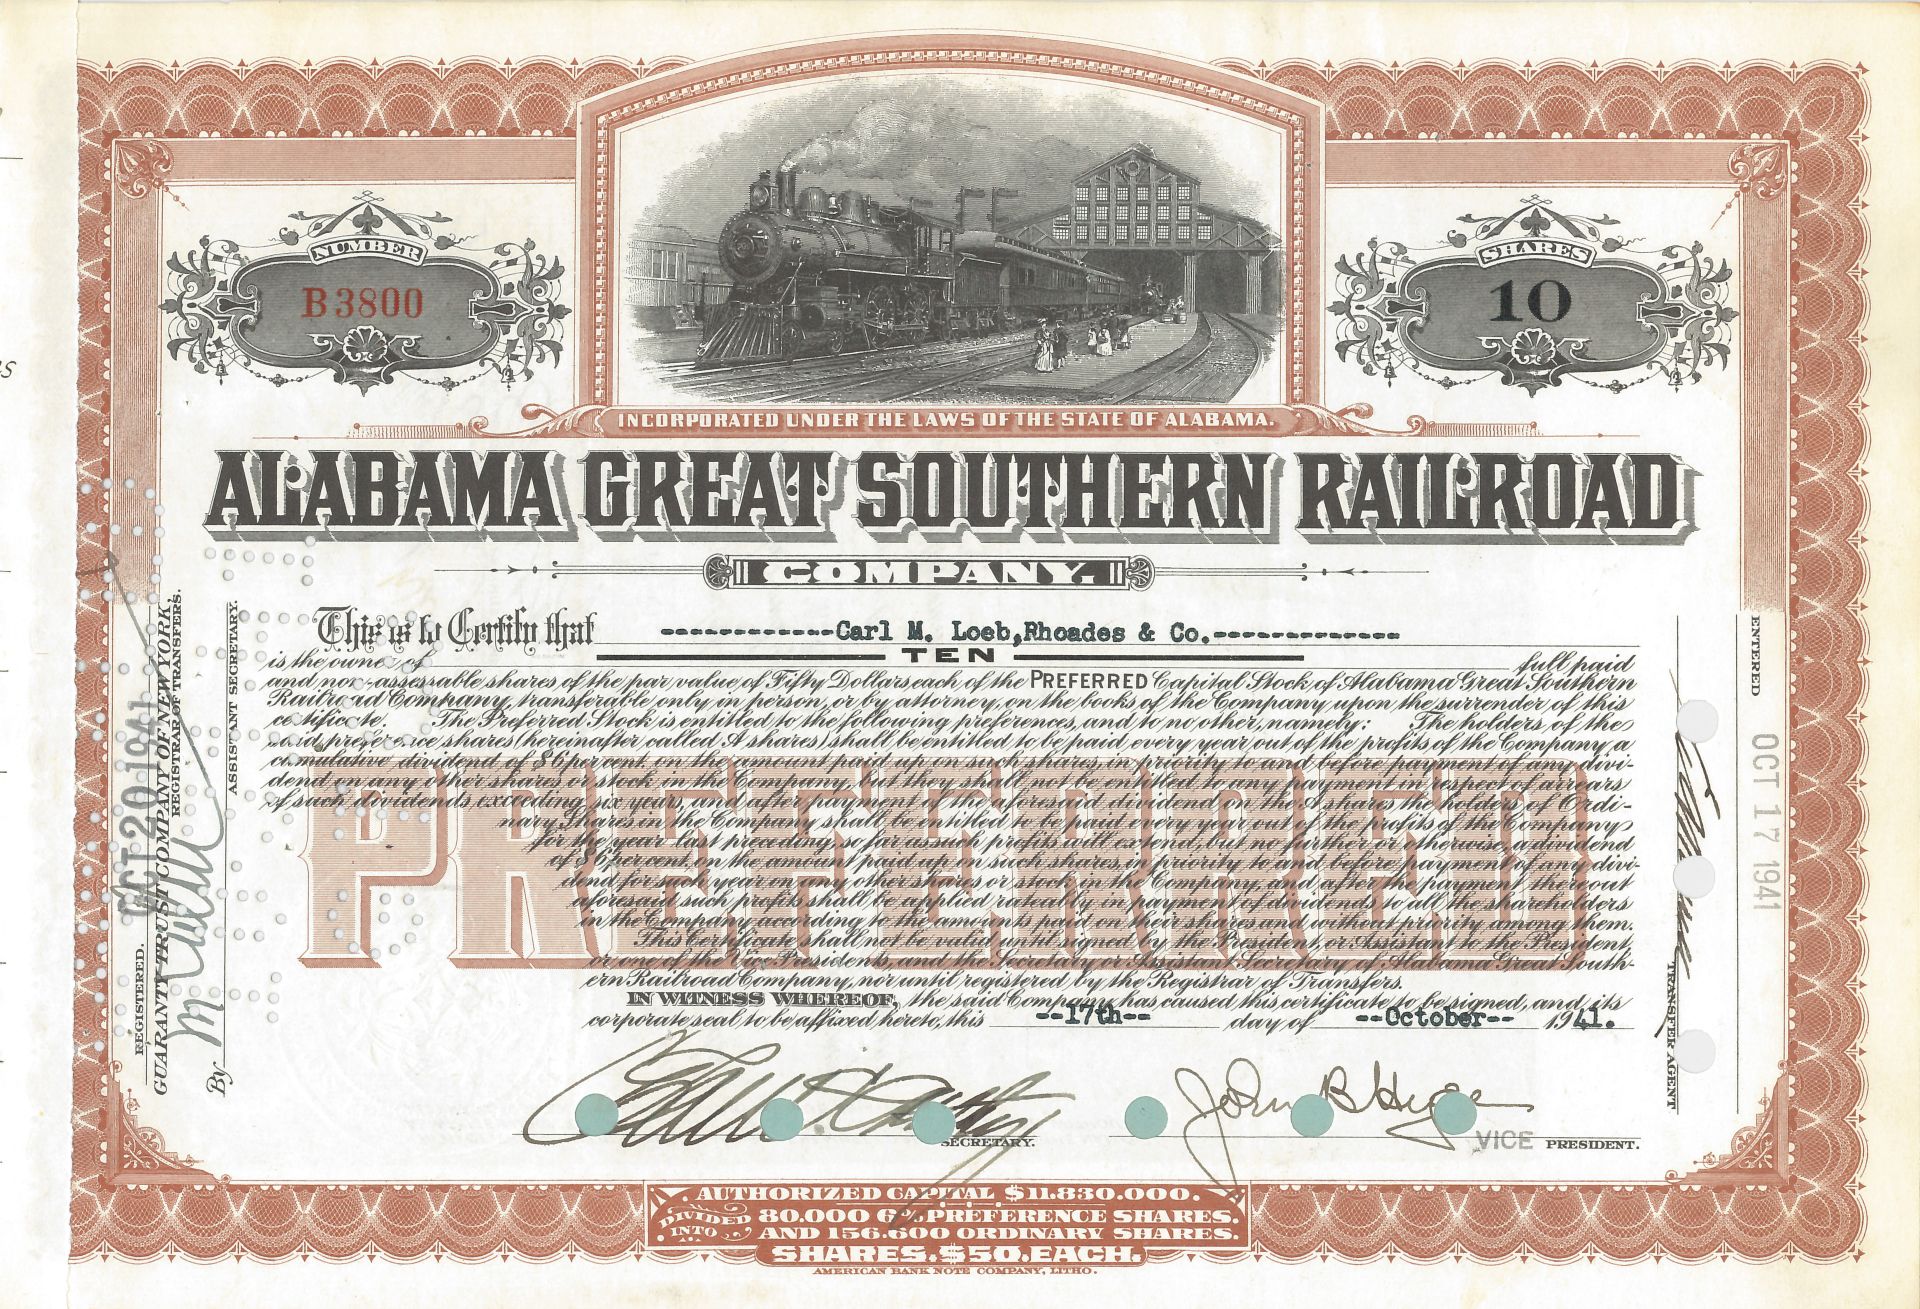 NUMBER
B3800
SHARES
10
INCORPORATED UNDER THE LAWS OF THE STATE OF ALABAMA.
ALABAMA GREAT SOUTHERN RAILROAD
COMPANY.
This is to Certify that ------------Carl M. Loeb,Rhoades & Co.-------------
TEN
is the owner of full paid
and non-assessable shares of the par value of Fifty Dollars each of the PREFERRED Capital Stock of Alabama Great Southern
Railroad Company, transferable only in person, or by attorney, on the books of the Company upon the surrender of this
certificate. The Preferred Stock is entitled to the following preferences, and to no other, namely: The holders of the
said preference shares (hereinafter called A shares) shall be entitled to be paid every year out of the profits of the Company, a
cumulative dividend of $6 per cent. on the amount paid up on such shares, in priority to and before payment of any divi-
dend on any other shares or stock in the Company, but they shall not be entitled to any payment in respect of arrears
of such dividends exceeding six years, and after payment of the aforesaid dividend on the A shares the holders of Ordi-
nary Shares in the Company shall be entitled to be paid every year out of the profits of the Company
for the year last preceding so far as such profits will extend, but no further or otherwise, a dividend
of $6 per cent. on the amount paid up on such shares, in priority to and before payment of any divi-
dend for such year on any other shares or stock in the Company, and after the payment thereout
aforesaid such profits shall be applied rateably in payment of dividends to all the shareholders
in the Company according to the amounts paid on their shares and without priority among them.
This Certificate shall not be valid until signed by the President, or Assistant to the President,
or one of the Vice Presidents, and the Secretary or Assistant Secretary of Alabama Great South-
ern Railroad Company, nor until registered by the Registrar of Transfers.
IN WITNESS WHEREOF, the said Company has caused this certificate to be signed, and its
corporate seal to be affixed hereto, this --17th-- day of --October-- 1941.
PREFERRED
SECRETARY.
John B Hyde
VICE PRESIDENT.
REGISTERED. OCT 20 1941
GUARANTY TRUST COMPANY OF NEW YORK,
REGISTRAR OF TRANSFERS.
By
ASSISTANT SECRETARY.
ENTERED
OCT 17 1941
TRANSFER AGENT
AUTHORIZED CAPITAL $11.830.000.
DIVIDED INTO
80.000 6% PREFERENCE SHARES.
AND 156.600 ORDINARY SHARES.
SHARES. $50. EACH.
AMERICAN BANK NOTE COMPANY, LITHO.